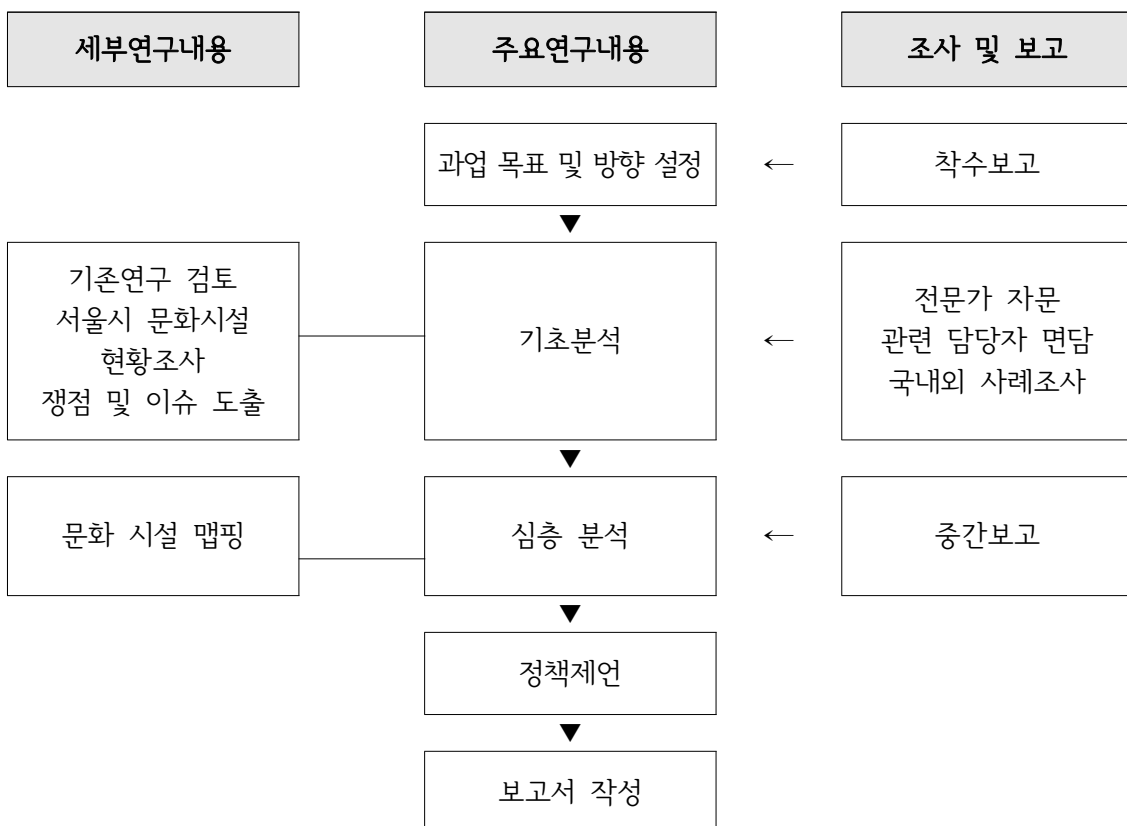 세부연구내용
주요연구내용
조사 및 보고
과업 목표 및 방향 설정
←
착수보고
▼
기존연구 검토
서울시 문화시설
현황조사
쟁점 및 이슈 도출
기초분석
←
전문가 자문
관련 담당자 면담
국내외 사례조사
▼
문화 시설 맵핑
심층 분석
←
중간보고
▼
정책제언
▼
보고서 작성